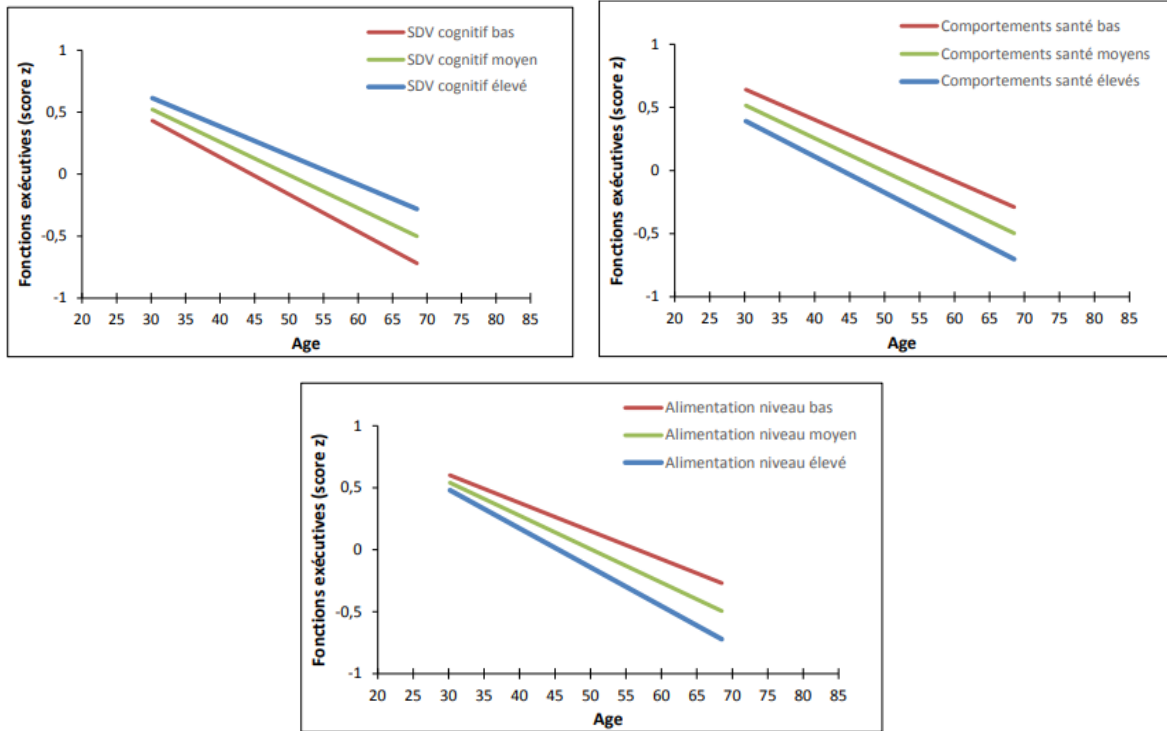 SDV cognitif bas
SDV cognitif moyen
SDV cognitif élevé
Fonctions exécutives (score z)
1
0,5
0
-0,5
-1
20 25 30 35 40 45 50 55 60 65 70 75 80 85
Age
Comportements santé bas
Comportements santé moyens
Comportements santé élevés
Fonctions exécutives (score z)
1
0,5
0
-0,5
-1
20 25 30 35 40 45 50 55 60 65 70 75 80 85
Age
Alimentation niveau bas
Alimentation niveau moyen
Alimentation niveau élevé
Fonctions exécutives (score z)
1
0,5
0
-0,5
-1
20 25 30 35 40 45 50 55 60 65 70 75 80 85
Age